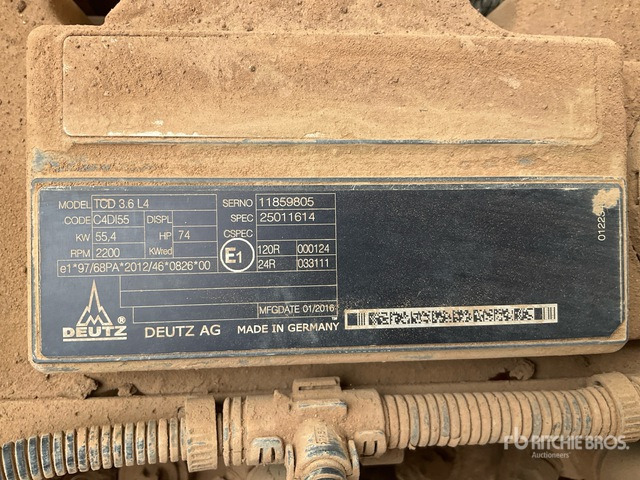 MODEL TCD 3.6 L4 SERNO 11859805
CODE C4DI55 DISPL SPEC 25011614
KW 55,4 HP 74 CSPEC
RPM 2200 KWred E1 120R 000124
e1*97/68PA*2012/46*0826*00 24R 033111
MFGDATE 01/2016
DEUTZ® DEUTZ AG MADE IN GERMANY
rb RITCHIE BROS.
Auctioneers